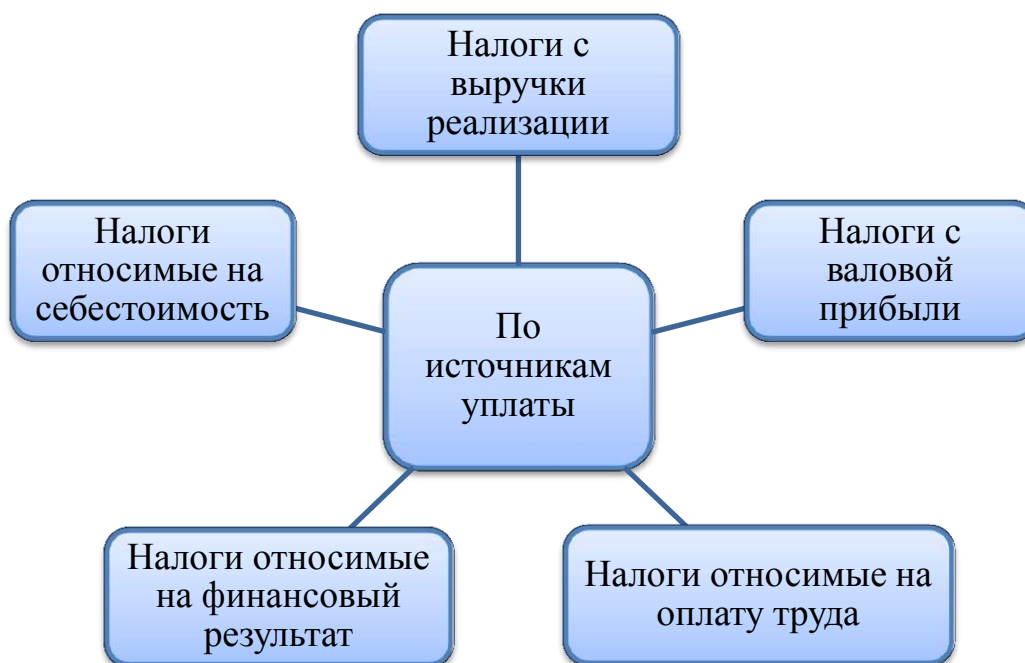 Налоги с
выручки
реализации
Налоги
относимые на
себестоимость
Налоги с
валовой
прибыли
По
источникам
уплаты
Налоги относимые
на финансовый
результат
Налоги относимые на
оплату труда